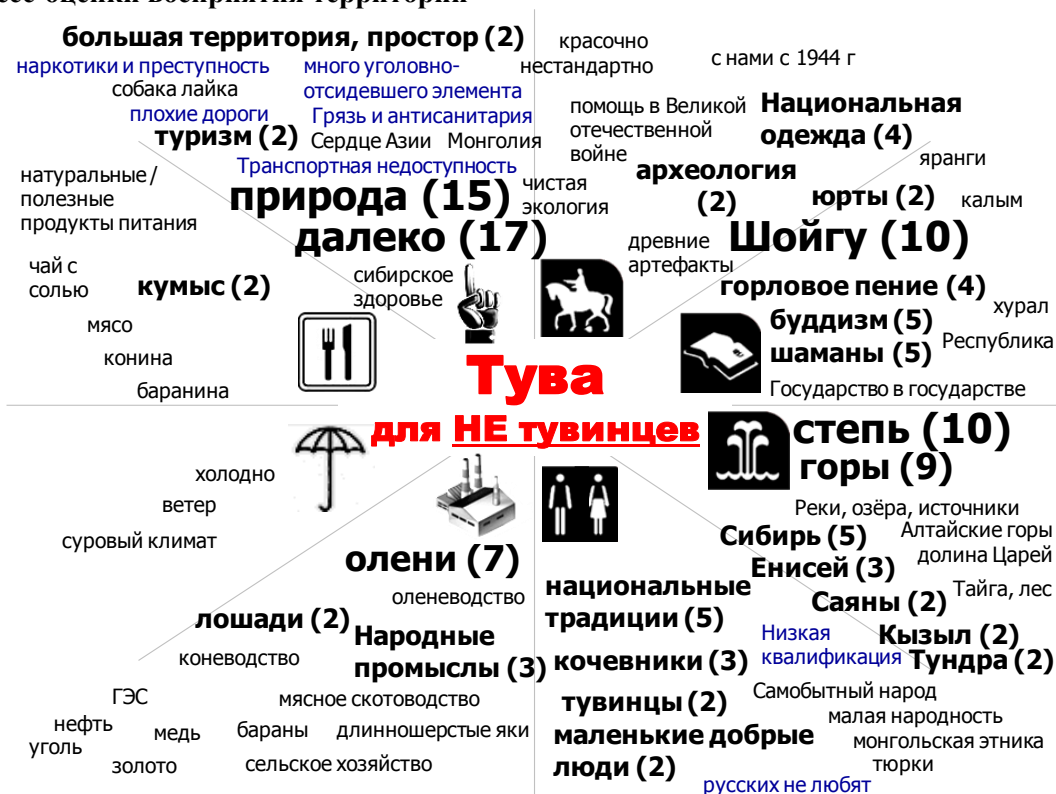 большая территория, простор (2)
наркотики и преступность
собака лайка
плохие дороги
много уголовно-
отсидевшего элемента
Грязь и антисанитария
туризм (2)
Сердце Азии
Монголия
Транспортная недоступность
природа (15)
далеко (17)
сибирское
здоровье
натуральные /
полезные
продукты питания
чай с
солью
кумыс (2)
мясо
конина
баранина
красочно
нестандартно
с нами с 1944 г
помощь в Великой
отечественной
войне
Национальная
одежда (4)
археология
(2)
чистая
экология
яранги
юрты (2)
калым
древние
артефакты
Шойгу (10)
горловое пение (4)
хурал
буддизм (5)
шаманы (5)
Республика
Государство в государстве
Тува
для НЕ тувинцев
холодно
ветер
суровый климат
олени (7)
оленеводство
лошади (2)
Народные
промыслы (3)
коневодство
ГЭС
мясное скотоводство
нефть
уголь
медь
бараны
длинношерстые яки
золото
сельское хозяйство
степь (10)
горы (9)
Реки, озёра, источники
Сибирь (5)
Алтайские горы
долина Царей
Енисей (3)
Тайга, лес
Саяны (2)
Кызыл (2)
Тундра (2)
национальные
традиции (5)
Низкая
квалификация
кочевники (3)
тувинцы (2)
Самобытный народ
малая народность
маленькие добрые
люди (2)
монгольская этника
тюрки
русских не любят